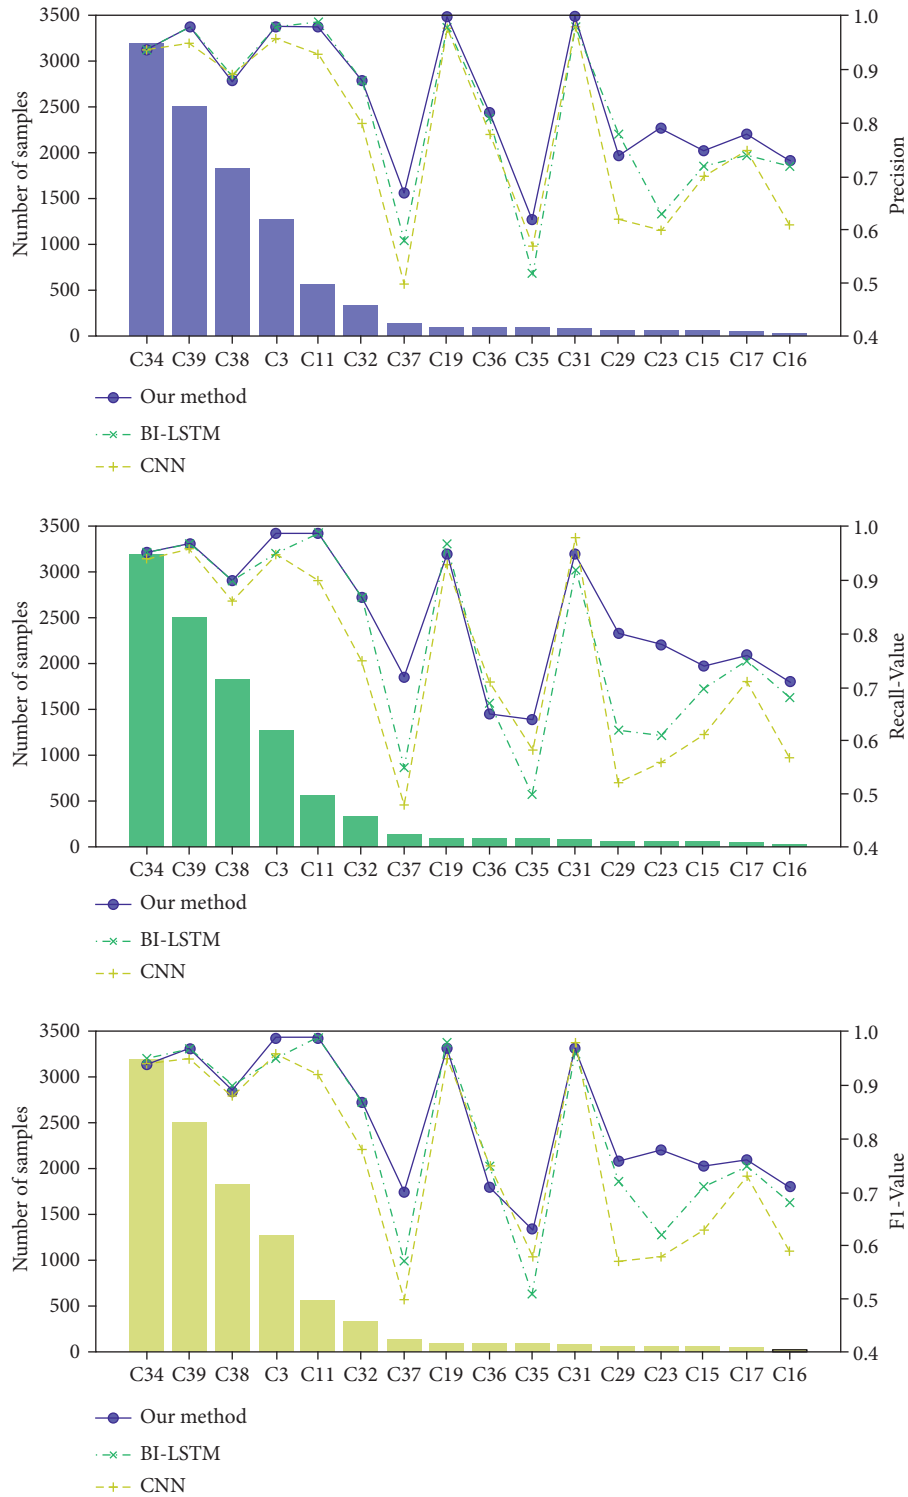 3500
3000
2500
2000
1500
1000
500
0
Number of samples
1.0
0.9
0.8
0.7
0.6
0.5
0.4
Precision
C34 C39 C38 C3 C11 C32 C37 C19 C36 C35 C31 C29 C23 C15 C17 C16
Our method
BI-LSTM
CNN
3500
3000
2500
2000
1500
1000
500
0
Number of samples
1.0
0.9
0.8
0.7
0.6
0.5
0.4
Recall-Value
C34 C39 C38 C3 C11 C32 C37 C19 C36 C35 C31 C29 C23 C15 C17 C16
Our method
BI-LSTM
CNN
3500
3000
2500
2000
1500
1000
500
0
Number of samples
1.0
0.9
0.8
0.7
0.6
0.5
0.4
F1-Value
C34 C39 C38 C3 C11 C32 C37 C19 C36 C35 C31 C29 C23 C15 C17 C16
Our method
BI-LSTM
CNN